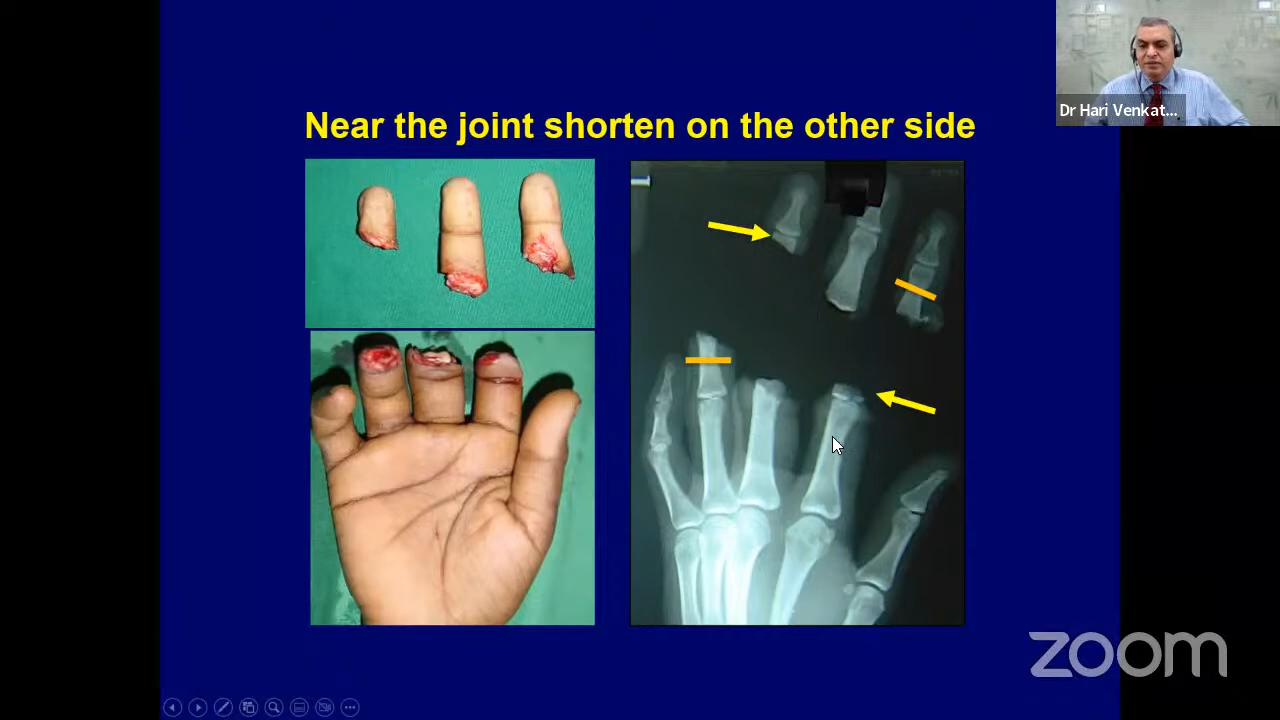 Near the joint shorten on the other side
Dr Hari Venkat...
zoom